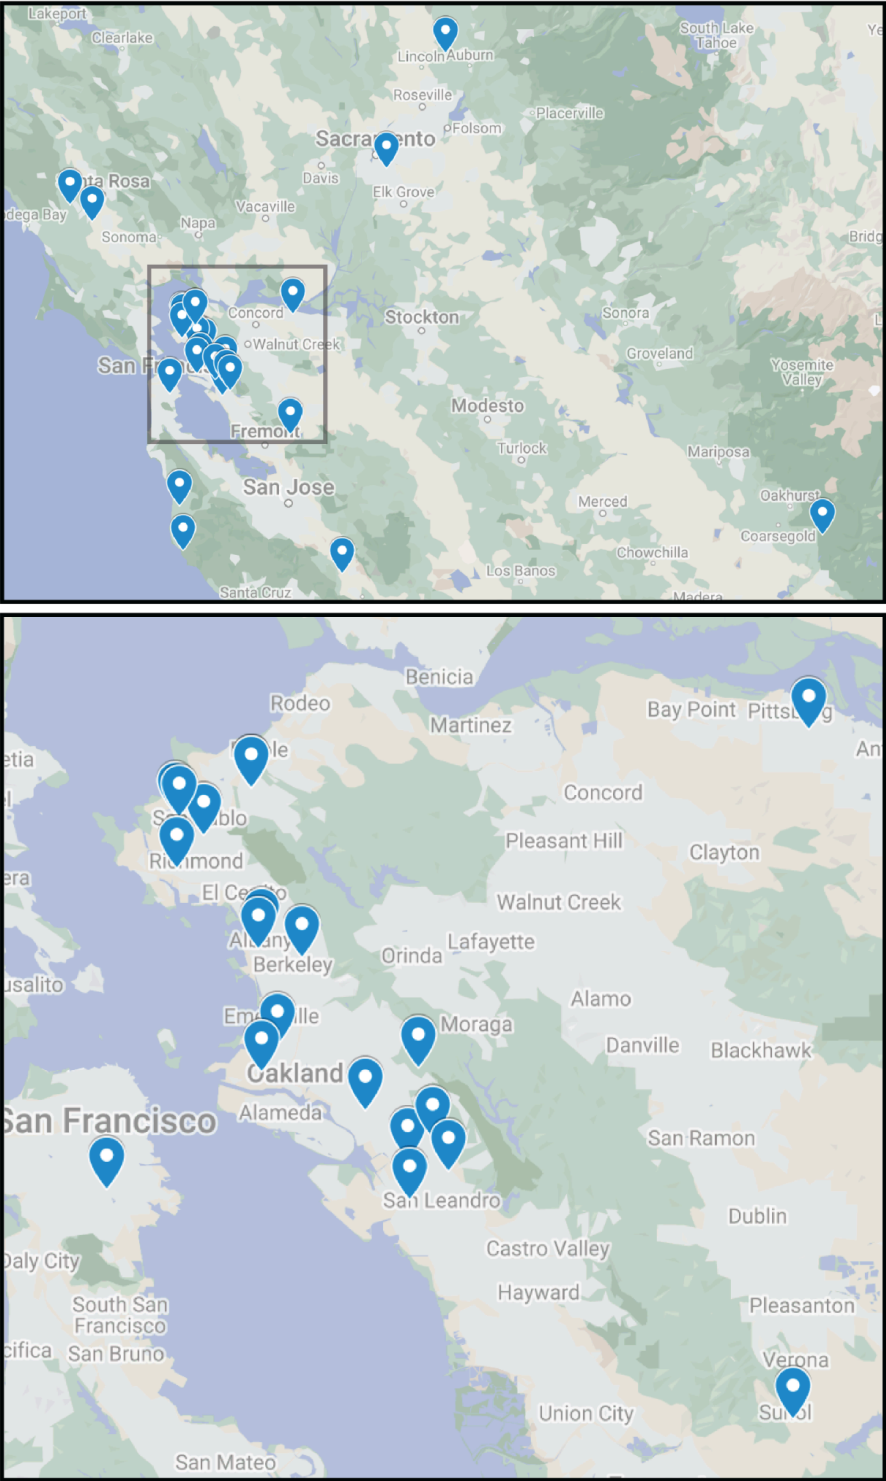 Lakeport
Clearlake
South Lake
Tahoe
Lincoln
Auburn
Roseville
Placerville
Folsom
Sacramento
Davis
Elk Grove
Vacaville
Napa
Sonoma
Concord
Walnut Creek
Stockton
Sonora
Groveland
Yosemite
Valley
Modesto
Turlock
Mariposa
Fremont
San Jose
Merced
Oakhurst
Coarsegold
Chowchilla
Los Banos
Santa Cruz
Madera
Benicia
Rodeo
Martinez
Bay Point
Concord
Pleasant Hill
Clayton
Richmond
Walnut Creek
Berkeley
Orinda
Lafayette
Alamo
Moraga
Danville
Blackhawk
Oakland
Alameda
San Francisco
San Ramon
San Leandro
Dublin
Castro Valley
Daly City
Hayward
South San
Francisco
Pleasanton
San Bruno
Verona
Union City
San Mateo